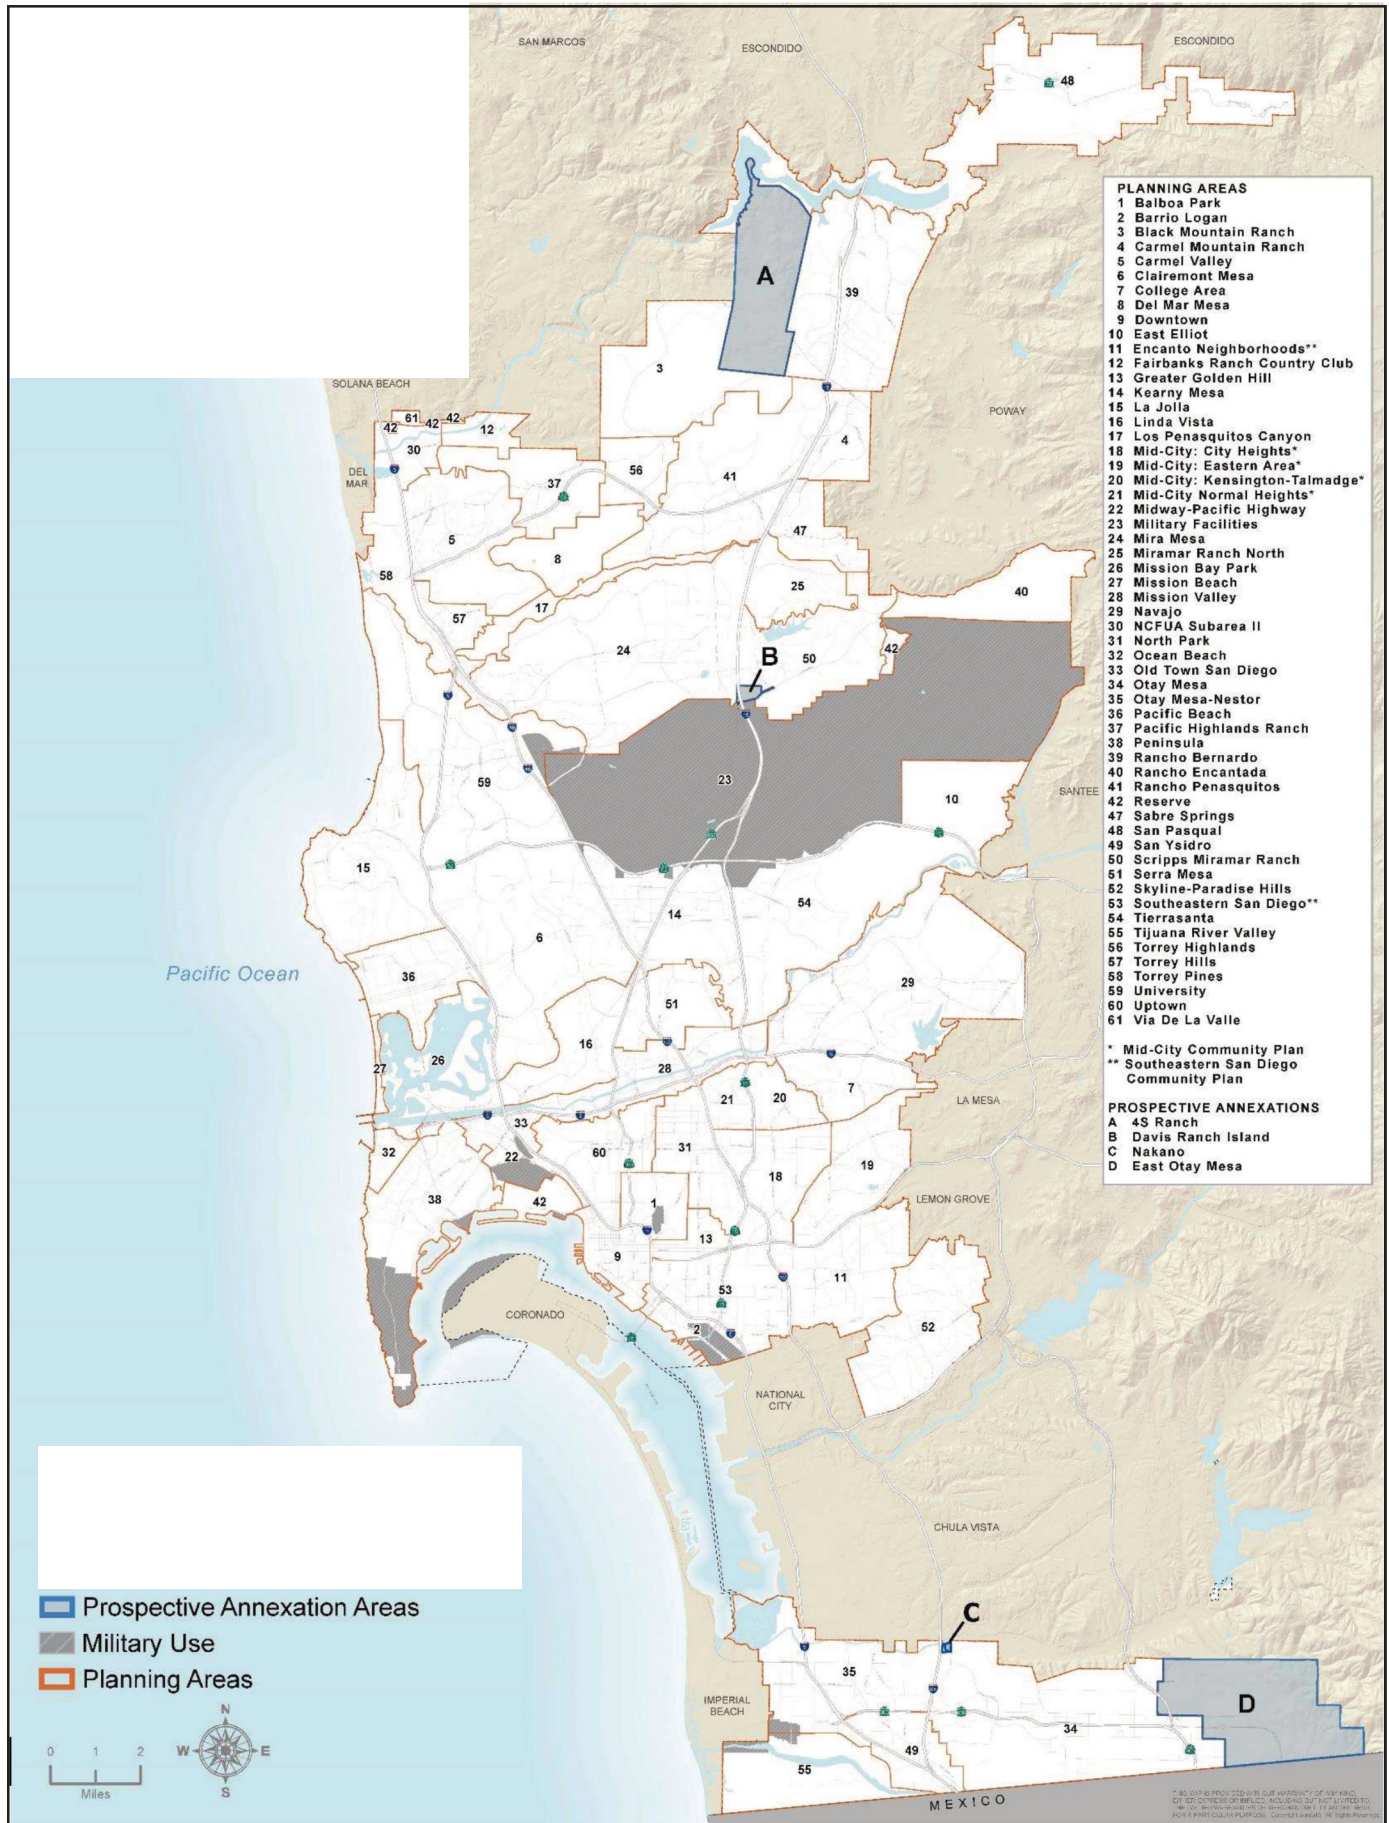 SAN MARCOS
ESCONDIDO
ESCONDIDO
48
A
39
3
SOLANA BEACH
POWAY
61
42
42
42
12
30
4
DEL
MAR
37
56
41
47
5
8
58
25
40
17
57
24
B
50
42
23
59
10
SANTEE
15
54
14
6
Pacific Ocean
36
29
51
16
26
27
28
7
21
20
LA MESA
33
32
22
60
31
18
19
38
42
1
LEMON GROVE
13
9
11
53
CORONADO
2
52
NATIONAL
CITY
CHULA VISTA
C
35
IMPERIAL
BEACH
D
34
49
55
MEXICO
PLANNING AREAS
1 Balboa Park
2 Barrio Logan
3 Black Mountain Ranch
4 Carmel Mountain Ranch
5 Carmel Valley
6 Clairemont Mesa
7 College Area
8 Del Mar Mesa
9 Downtown
10 East Elliot
11 Encanto Neighborhoods**
12 Fairbanks Ranch Country Club
13 Greater Golden Hill
14 Kearny Mesa
15 La Jolla
16 Linda Vista
17 Los Penasquitos Canyon
18 Mid-City: City Heights*
19 Mid-City: Eastern Area*
20 Mid-City: Kensington-Talmadge*
21 Mid-City Normal Heights*
22 Midway-Pacific Highway
23 Military Facilities
24 Mira Mesa
25 Miramar Ranch North
26 Mission Bay Park
27 Mission Beach
28 Mission Valley
29 Navajo
30 NCFUA Subarea II
31 North Park
32 Ocean Beach
33 Old Town San Diego
34 Otay Mesa
35 Otay Mesa-Nestor
36 Pacific Beach
37 Pacific Highlands Ranch
38 Peninsula
39 Rancho Bernardo
40 Rancho Encantada
41 Rancho Penasquitos
42 Reserve
47 Sabre Springs
48 San Pasqual
49 San Ysidro
50 Scripps Miramar Ranch
51 Serra Mesa
52 Skyline-Paradise Hills
53 Southeastern San Diego**
54 Tierrasanta
55 Tijuana River Valley
56 Torrey Highlands
57 Torrey Hills
58 Torrey Pines
59 University
60 Uptown
61 Via De La Valle
* Mid-City Community Plan
** Southeastern San Diego
Community Plan
PROSPECTIVE ANNEXATIONS
A 4S Ranch
B Davis Ranch Island
C Nakano
D East Otay Mesa
Prospective Annexation Areas
Military Use
Planning Areas
N
W E
S
0 1 2
Miles